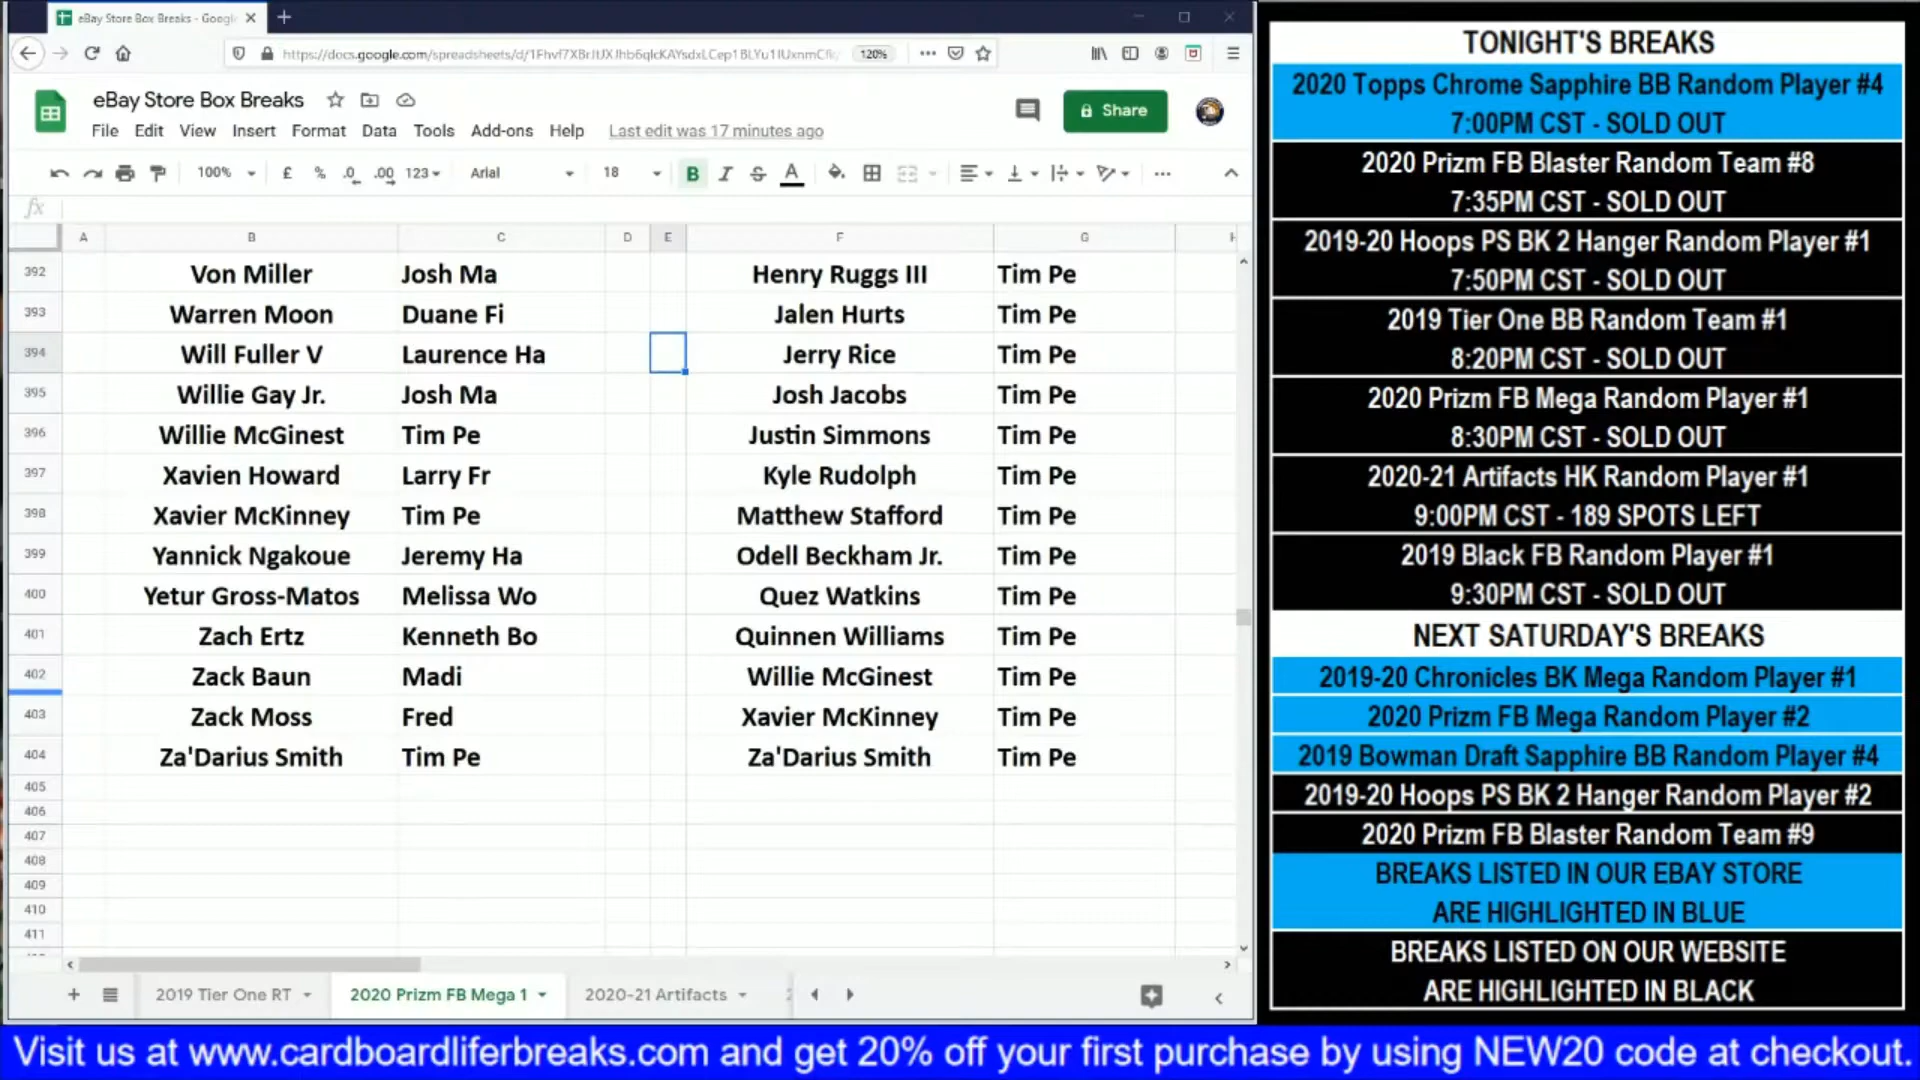 eBay Store Box Breaks - Googl
120%
eBay Store Box Breaks
Share
File Edit View Insert Format Data Tools Add-ons Help Last edit was 17 minutes ago
100% £ % .0 .00 123 Arial 18 B I S A
fx
A B C D E F G
392 Von Miller Josh Ma Henry Ruggs III Tim Pe
393 Warren Moon Duane Fi Jalen Hurts Tim Pe
394 Will Fuller V Laurence Ha Jerry Rice Tim Pe
395 Willie Gay Jr. Josh Ma Josh Jacobs Tim Pe
396 Willie McGinest Tim Pe Justin Simmons Tim Pe
397 Xavien Howard Larry Fr Kyle Rudolph Tim Pe
398 Xavier McKinney Tim Pe Matthew Stafford Tim Pe
399 Yannick Ngakoue Jeremy Ha Odell Beckham Jr. Tim Pe
400 Yetur Gross-Matos Melissa Wo Quez Watkins Tim Pe
401 Zach Ertz Kenneth Bo Quinnen Williams Tim Pe
402 Zack Baun Madi Willie McGinest Tim Pe
403 Zack Moss Fred Xavier McKinney Tim Pe
404 Za'Darius Smith Tim Pe Za'Darius Smith Tim Pe
405
406
407
408
409
410
411
2019 Tier One RT 2020 Prizm FB Mega 1 2020-21 Artifacts
TONIGHT'S BREAKS
2020 Topps Chrome Sapphire BB Random Player #4
7:00PM CST - SOLD OUT
2020 Prizm FB Blaster Random Team #8
7:35PM CST - SOLD OUT
2019-20 Hoops PS BK 2 Hanger Random Player #1
7:50PM CST - SOLD OUT
2019 Tier One BB Random Team #1
8:20PM CST - SOLD OUT
2020 Prizm FB Mega Random Player #1
8:30PM CST - SOLD OUT
2020-21 Artifacts HK Random Player #1
9:00PM CST - 189 SPOTS LEFT
2019 Black FB Random Player #1
9:30PM CST - SOLD OUT
NEXT SATURDAY'S BREAKS
2019-20 Chronicles BK Mega Random Player #1
2020 Prizm FB Mega Random Player #2
2019 Bowman Draft Sapphire BB Random Player #4
2019-20 Hoops PS BK 2 Hanger Random Player #2
2020 Prizm FB Blaster Random Team #9
BREAKS LISTED IN OUR EBAY STORE
ARE HIGHLIGHTED IN BLUE
BREAKS LISTED ON OUR WEBSITE
ARE HIGHLIGHTED IN BLACK
Visit us at www.cardboardliferbreaks.com and get 20% off your first purchase by using NEW20 code at checkout.